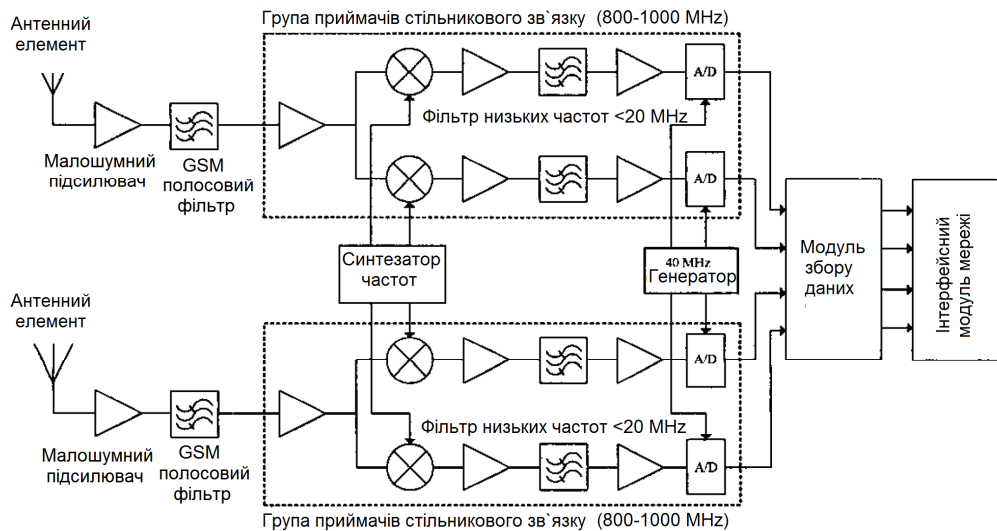 Група приймачів стільникового зв`язку (800-1000 MHz)
Антенний
елемент
A/D
Фільтр низьких частот <20 MHz
Малошумний
підсилювач
GSM
полосовий
фільтр
A/D
Синтезатор
частот
40 MHz
Генератор
Модуль
збору
даних
Інтерфейсний
модуль мережі
Антенний
елемент
A/D
Фільтр низьких частот <20 MHz
Малошумний
підсилювач
GSM
полосовий
фільтр
A/D
Група приймачів стільникового зв`язку (800-1000 MHz)